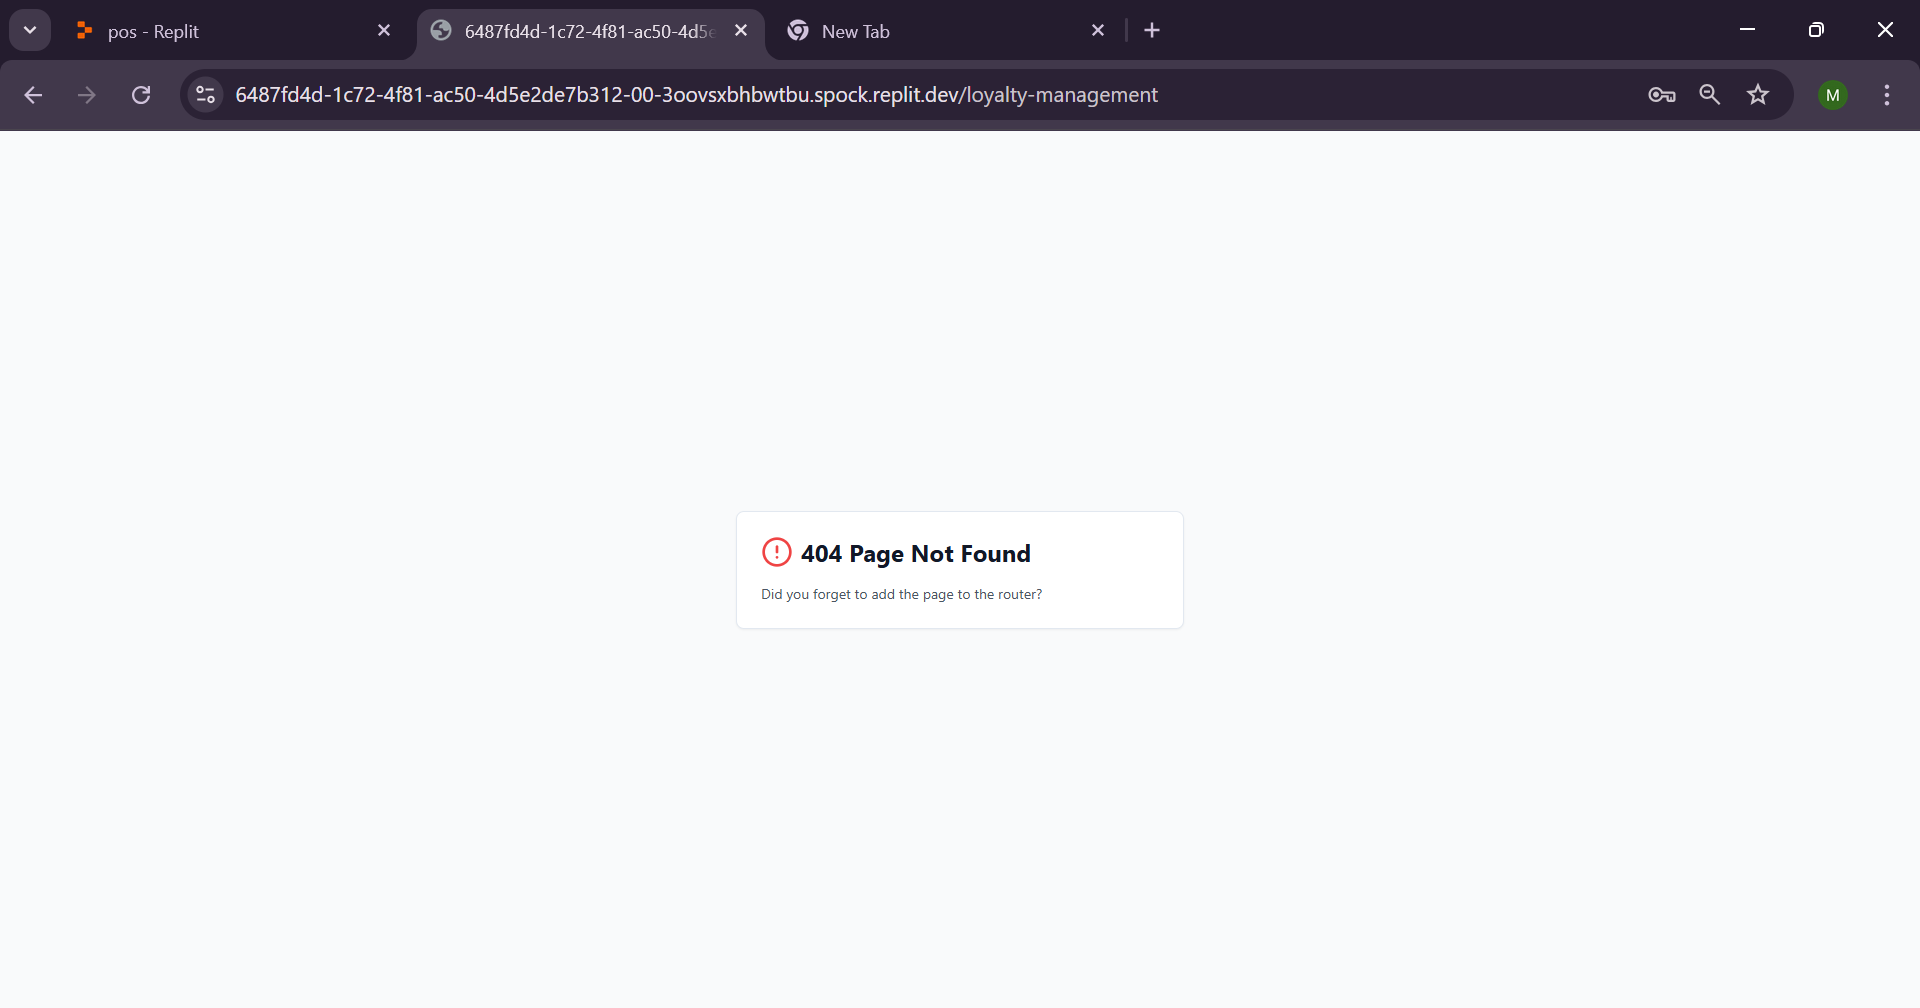 pos - Replit
6487fd4d-1c72-4f81-ac50-4d5e
New Tab
6487fd4d-1c72-4f81-ac50-4d5e2de7b312-00-3oovsxbhbwtbu.spock.replit.dev/loyalty-management
M
404 Page Not Found
Did you forget to add the page to the router?